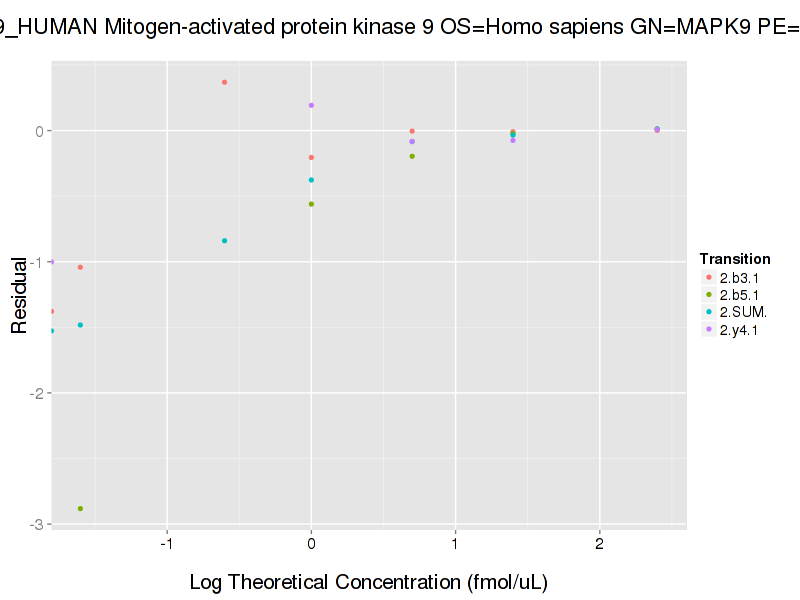 9_HUMAN Mitogen-activated protein kinase 9 OS=Homo sapiens GN=MAPK9 PE=
0
-1
-2
-3
Residual
-1
0
1
2
Log Theoretical Concentration (fmol/uL)
Transition
2.b3.1
2.b5.1
2.SUM.
2.y4.1